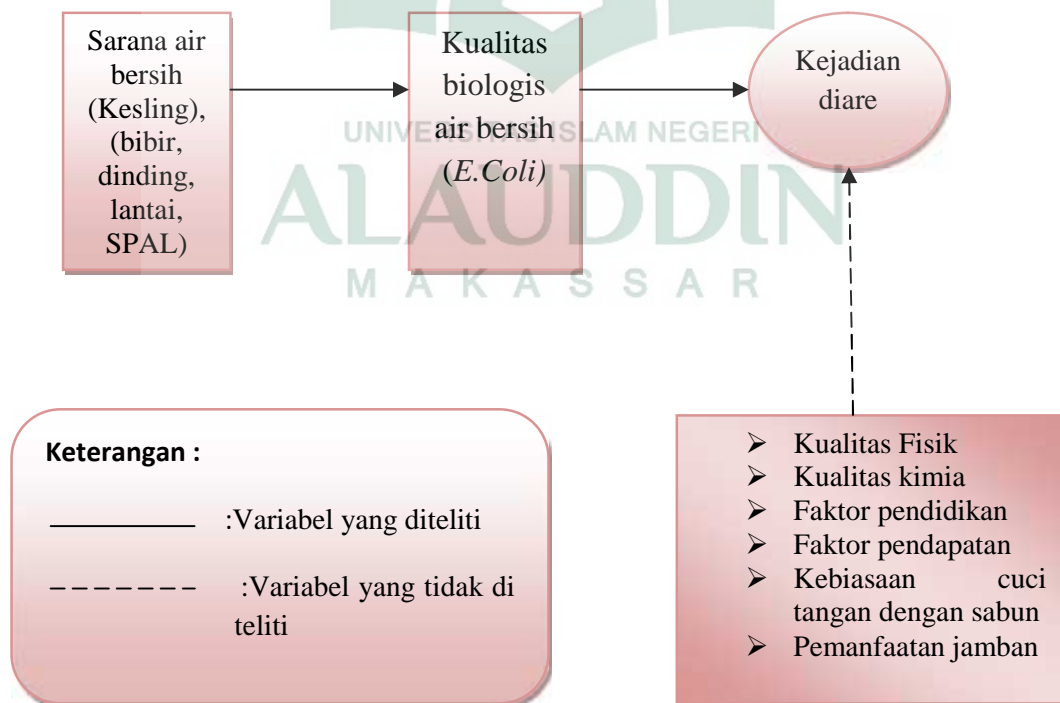 Sarana air
bersih
(Kesling),
(bibir,
dinding,
lantai,
SPAL)
Kualitas
biologis
air bersih
(E.Coli)
Kejadian
diare
UNIVERSITAS ISLAM NEGERI
ALAUDDIN
MAKASSAR
Keterangan :
:Variabel yang diteliti
:Variabel yang tidak di
teliti
Kualitas Fisik
Kualitas kimia
Faktor pendidikan
Faktor pendapatan
Kebiasaan cuci
tangan dengan sabun
Pemanfaatan jamban